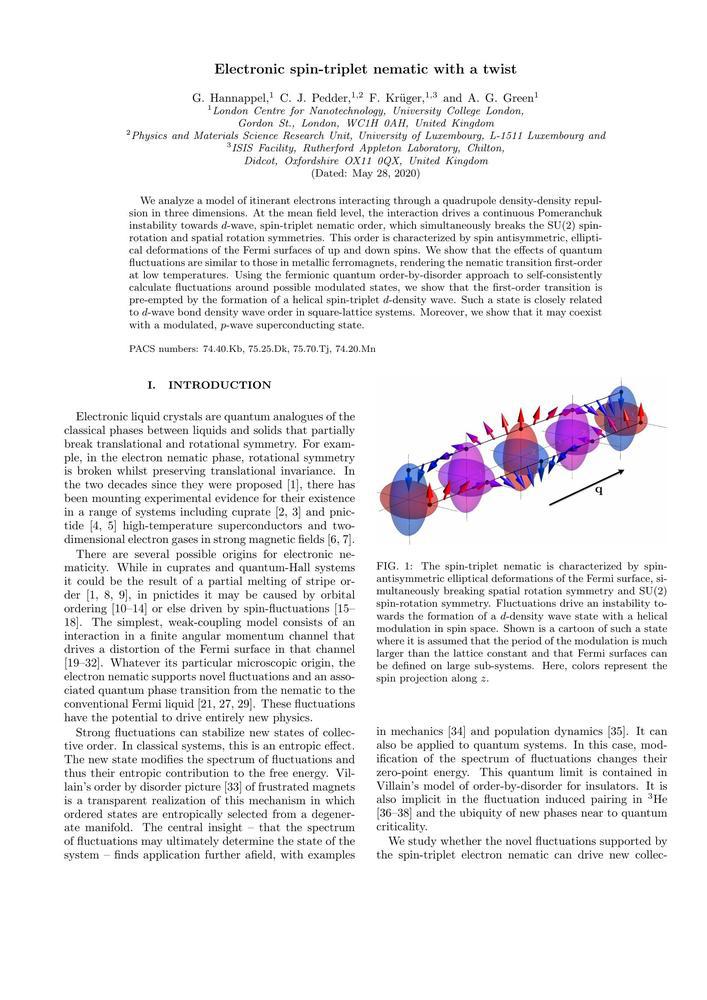 Electronic spin-triplet nematic with a twist
G. Hannappel,1 C. J. Pedder,1,2 F. Krüger,1,3 and A. G. Green1
1London Centre for Nanotechnology, University College London,
Gordon St., London, WC1H 0AH, United Kingdom
2Physics and Materials Science Research Unit, University of Luxembourg, L-1511 Luxembourg and
3ISIS Facility, Rutherford Appleton Laboratory, Chilton,
Didcot, Oxfordshire OX11 0QX, United Kingdom
(Dated: May 28, 2020)
We analyze a model of itinerant electrons interacting through a quadrupole density-density repul-
sion in three dimensions. At the mean field level, the interaction drives a continuous Pomeranchuk
instability towards d-wave, spin-triplet nematic order, which simultaneously breaks the SU(2) spin-
rotation and spatial rotation symmetries. This order is characterized by spin antisymmetric, ellipti-
cal deformations of the Fermi surfaces of up and down spins. We show that the effects of quantum
fluctuations are similar to those in metallic ferromagnets, rendering the nematic transition first-order
at low temperatures. Using the fermionic quantum order-by-disorder approach to self-consistently
calculate fluctuations around possible modulated states, we show that the first-order transition is
pre-empted by the formation of a helical spin-triplet d-density wave. Such a state is closely related
to d-wave bond density wave order in square-lattice systems. Moreover, we show that it may coexist
with a modulated, p-wave superconducting state.
PACS numbers: 74.40.Kb, 75.25.Dk, 75.70.Tj, 74.20.Mn
I. INTRODUCTION
Electronic liquid crystals are quantum analogues of the
classical phases between liquids and solids that partially
break translational and rotational symmetry. For exam-
ple, in the electron nematic phase, rotational symmetry
is broken whilst preserving translational invariance. In
the two decades since they were proposed [1], there has
been mounting experimental evidence for their existence
in a range of systems including cuprate [2, 3] and pnic-
tide [4, 5] high-temperature superconductors and two-
dimensional electron gases in strong magnetic fields [6, 7].
There are several possible origins for electronic ne-
maticity. While in cuprates and quantum-Hall systems
it could be the result of a partial melting of stripe or-
der [1, 8, 9], in pnictides it may be caused by orbital
ordering [10–14] or else driven by spin-fluctuations [15–
18]. The simplest, weak-coupling model consists of an
interaction in a finite angular momentum channel that
drives a distortion of the Fermi surface in that channel
[19–32]. Whatever its particular microscopic origin, the
electron nematic supports novel fluctuations and an asso-
ciated quantum phase transition from the nematic to the
conventional Fermi liquid [21, 27, 29]. These fluctuations
have the potential to drive entirely new physics.
Strong fluctuations can stabilize new states of collec-
tive order. In classical systems, this is an entropic effect.
The new state modifies the spectrum of fluctuations and
thus their entropic contribution to the free energy. Vil-
lain's order by disorder picture [33] of frustrated magnets
is a transparent realization of this mechanism in which
ordered states are entropically selected from a degener-
ate manifold. The central insight – that the spectrum
of fluctuations may ultimately determine the state of the
system – finds application further afield, with examples
q
FIG. 1: The spin-triplet nematic is characterized by spin-
antisymmetric elliptical deformations of the Fermi surface, si-
multaneously breaking spatial rotation symmetry and SU(2)
spin-rotation symmetry. Fluctuations drive an instability to-
wards the formation of a d-density wave state with a helical
modulation in spin space. Shown is a cartoon of such a state
where it is assumed that the period of the modulation is much
larger than the lattice constant and that Fermi surfaces can
be defined on large sub-systems. Here, colors represent the
spin projection along z.
in mechanics [34] and population dynamics [35]. It can
also be applied to quantum systems. In this case, mod-
ification of the spectrum of fluctuations changes their
zero-point energy. This quantum limit is contained in
Villain's model of order-by-disorder for insulators. It is
also implicit in the fluctuation induced pairing in 3He
[36–38] and the ubiquity of new phases near to quantum
criticality.
We study whether the novel fluctuations supported by
the spin-triplet electron nematic can drive new collec-